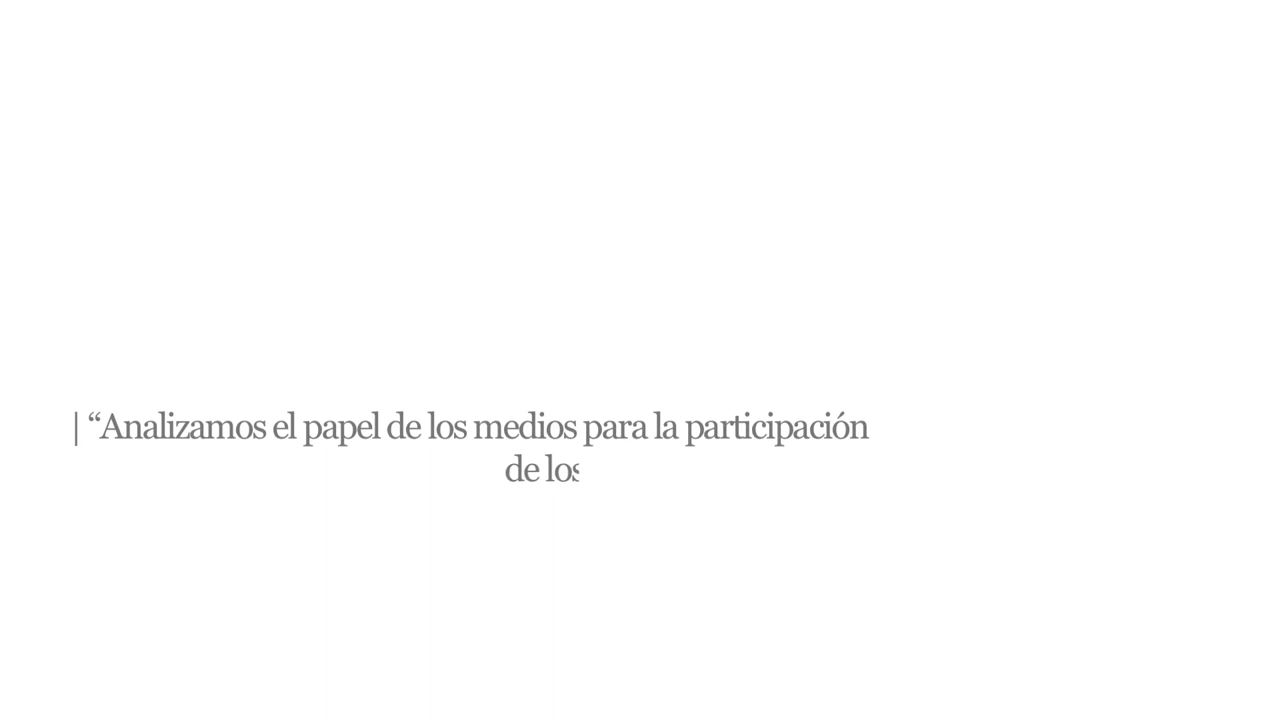 | “Analizamos el papel de los medios para la participación
de los